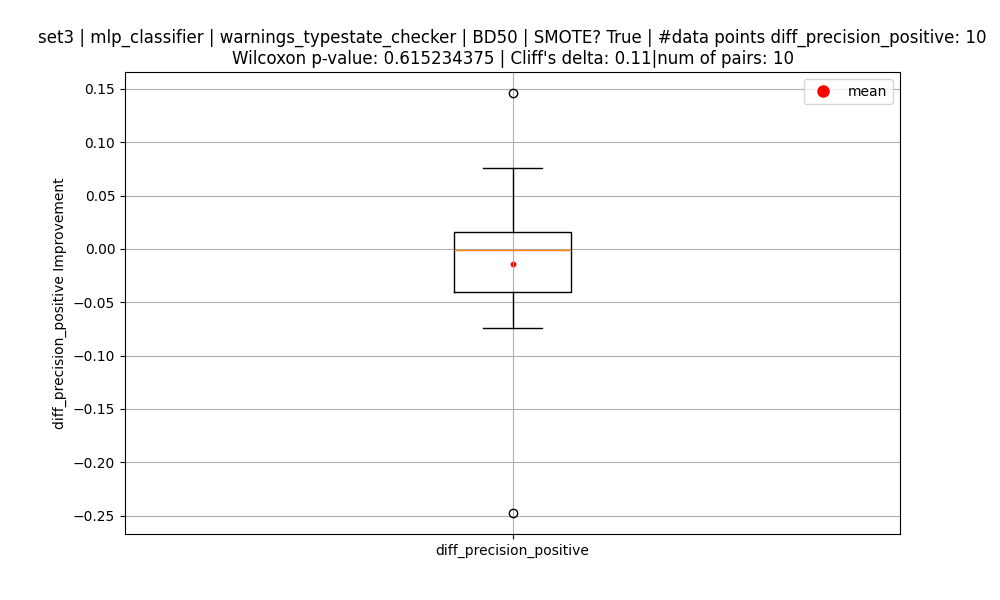 set3 | mlp_classifier | warnings_typestate_checker | BD50 | SMOTE? True | #data points diff_precision_positive: 10
Wilcoxon p-value: 0.615234375 | Cliff's delta: 0.11|num of pairs: 10
mean
0.15
0.10
0.05
0.00
−0.05
−0.10
−0.15
−0.20
−0.25
diff_precision_positive Improvement
diff_precision_positive